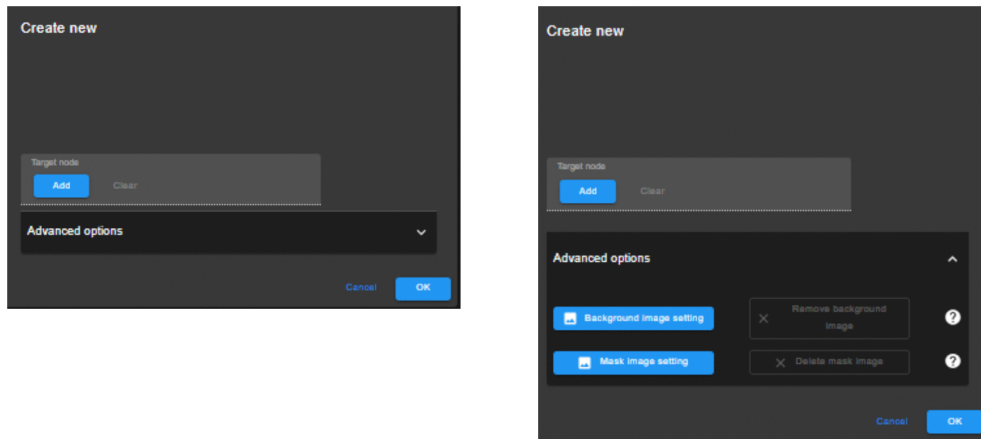 Create new
Target node
Add Clear
Advanced options
Cancel OK
Create new
Target node
Add Clear
Advanced options
Background image setting
Remove background
image
?
Mask image setting
Delete mask image
?
Cancel OK